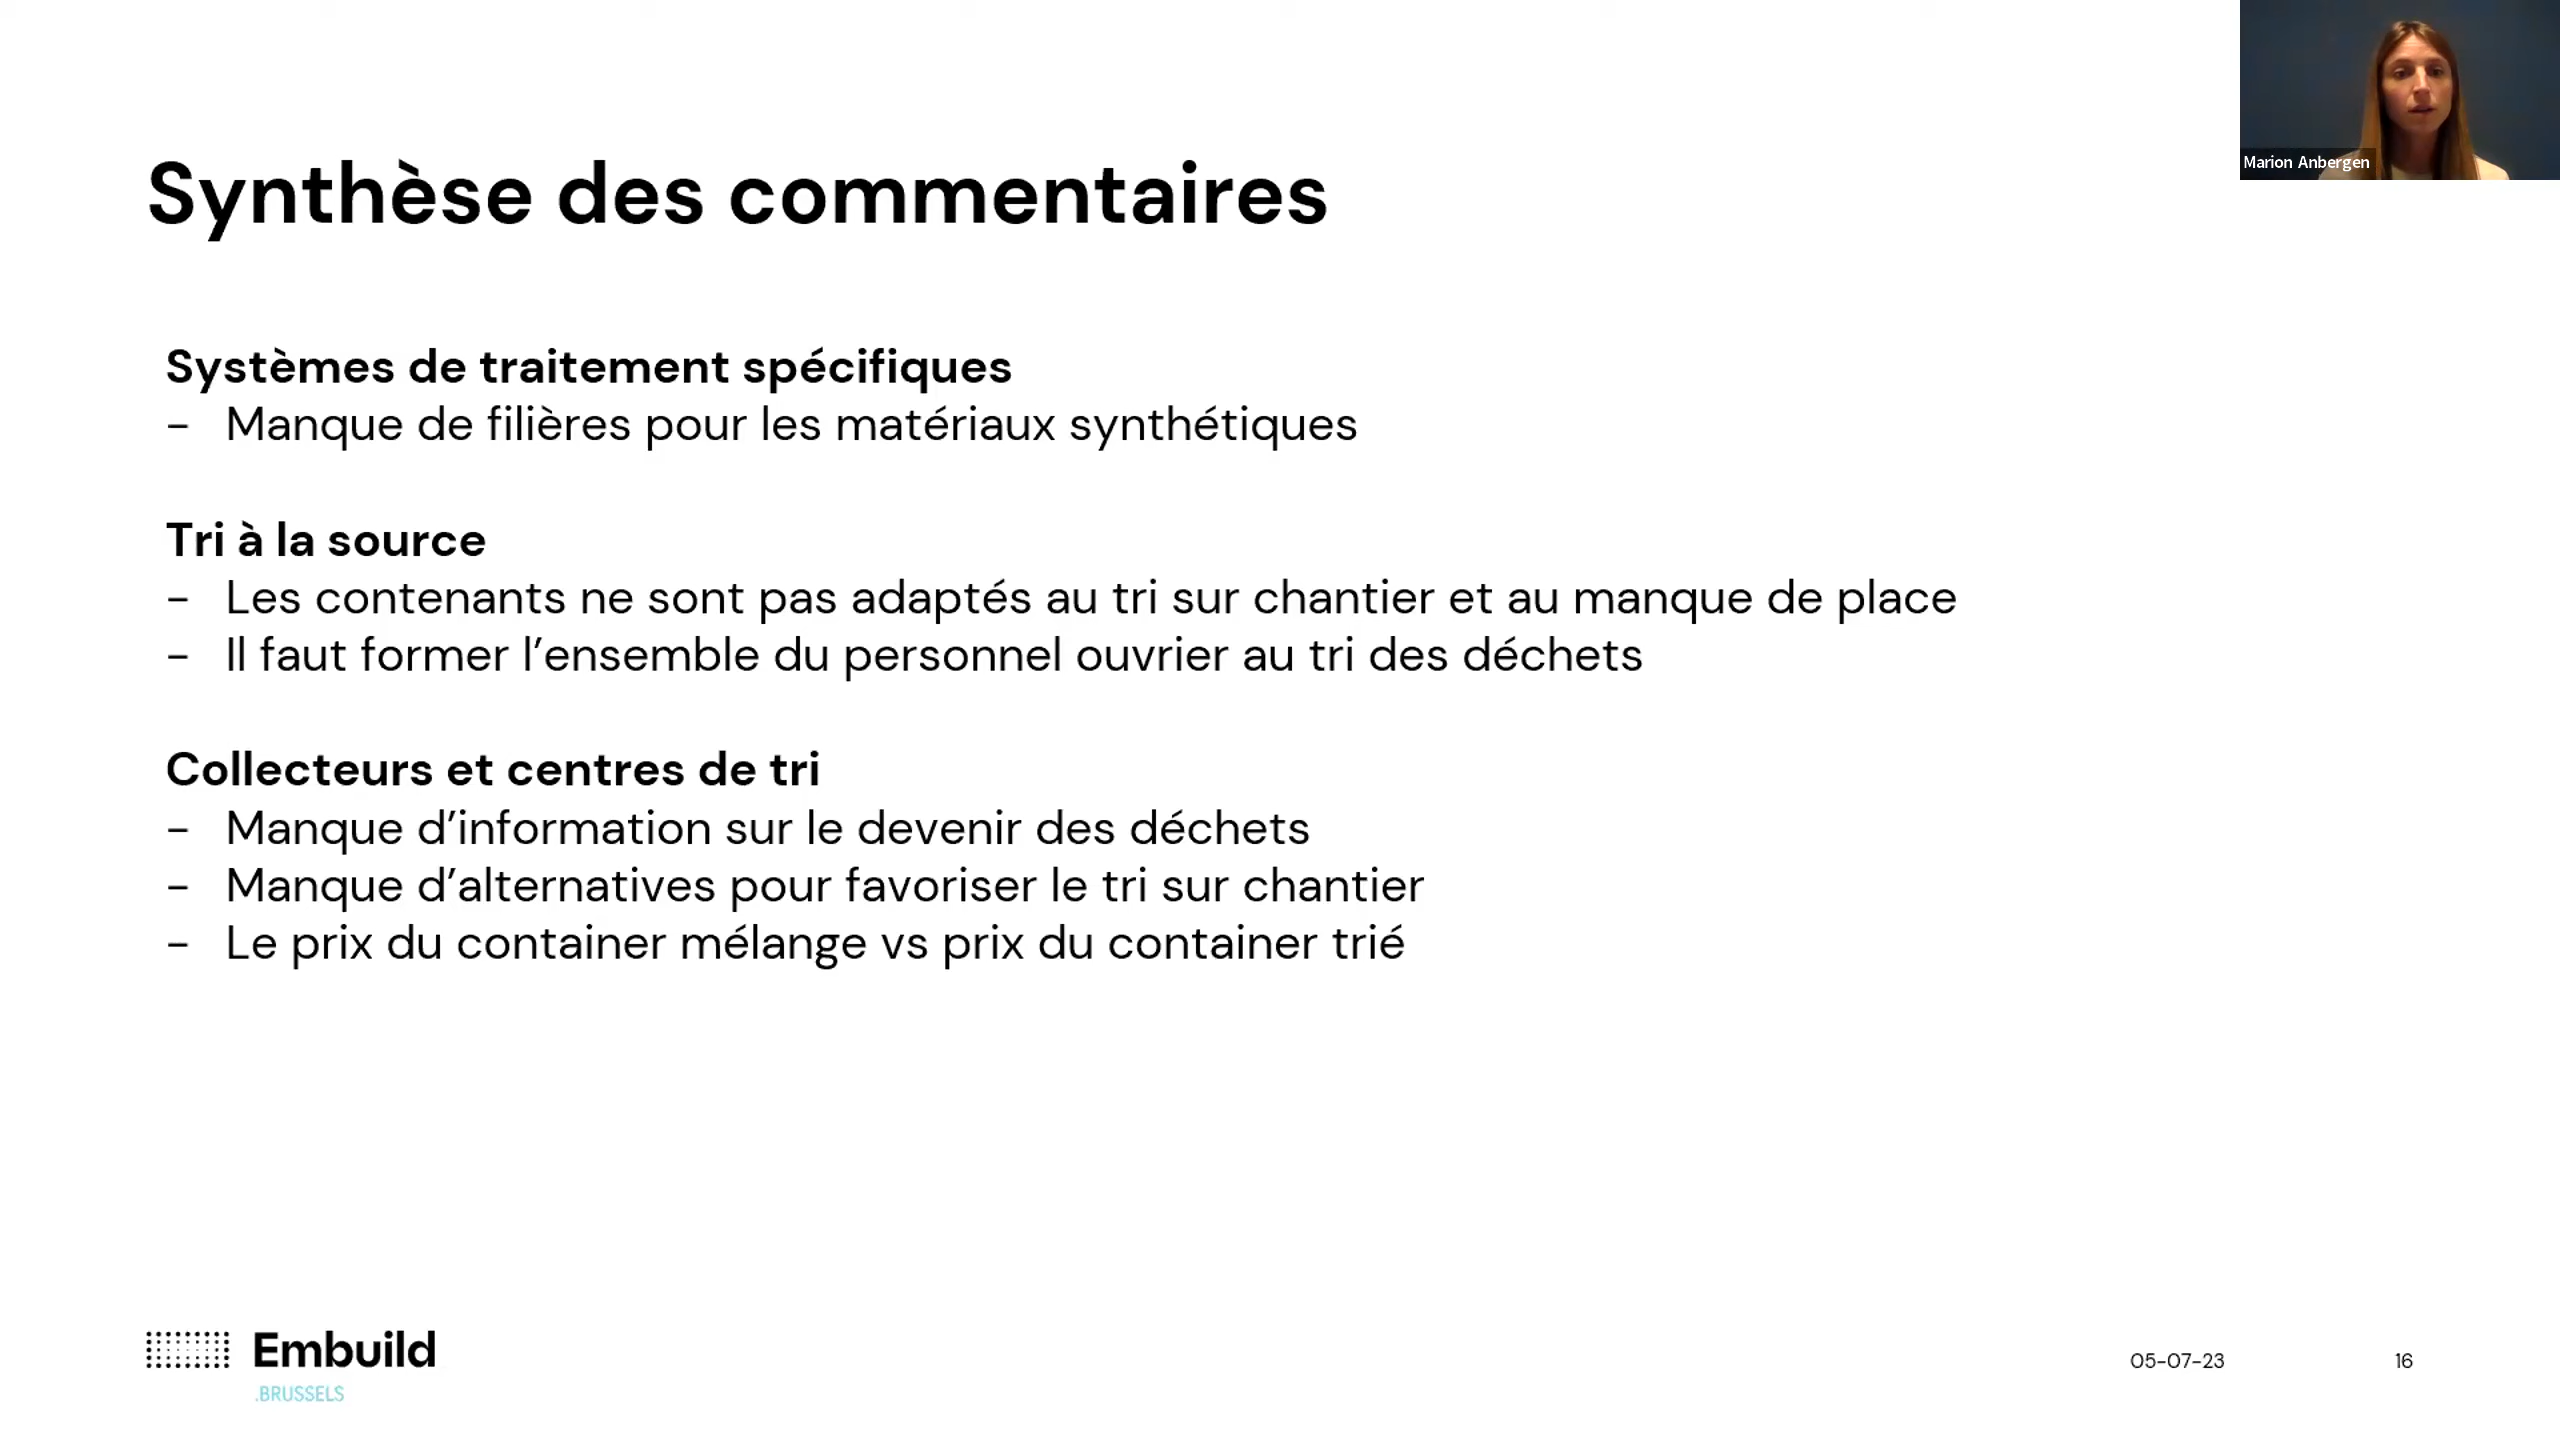 Marion Anbergen
Synthèse des commentaires
Systèmes de traitement spécifiques
- Manque de filières pour les matériaux synthétiques
Tri à la source
- Les contenants ne sont pas adaptés au tri sur chantier et au manque de place
- Il faut former l’ensemble du personnel ouvrier au tri des déchets
Collecteurs et centres de tri
- Manque d’information sur le devenir des déchets
- Manque d’alternatives pour favoriser le tri sur chantier
- Le prix du container mélange vs prix du container trié
Embuild
.BRUSSELS
05-07-23
16